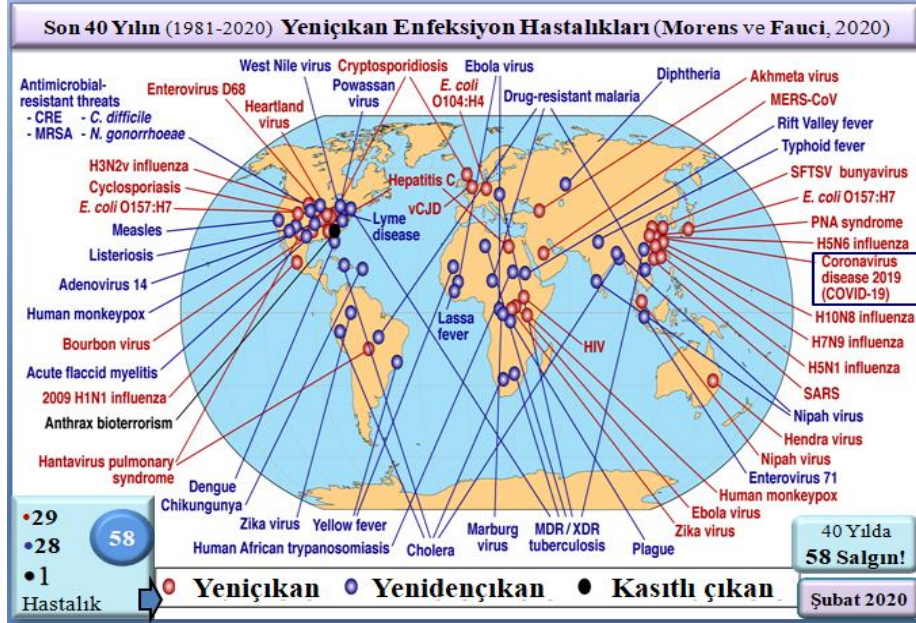 Son 40 Yılın (1981-2020) Yeniçıkan Enfeksiyon Hastalıkları (Morens ve Fauci, 2020)
Antimicrobial-
resistant threats
- CRE - C. difficile
- MRSA - N. gonorrhoeae
Enterovirus D68
West Nile virus
Heartland
virus
Cryptosporidiosis
Powassan
virus
E. coli
O104:H4
Ebola virus
Drug-resistant malaria
Diphtheria
Akhmeta virus
MERS-CoV
Rift Valley fever
Typhoid fever
SFTSV bunyavirus
E. coli O157:H7
PNA syndrome
H5N6 influenza
Coronavirus
disease 2019
(COVID-19)
H10N8 influenza
H7N9 influenza
H5N1 influenza
SARS
Nipah virus
Hendra virus
Nipah virus
Enterovirus 71
Human monkeypox
Ebola virus
Zika virus
H3N2v influenza
Cyclosporiasis
E. coli O157:H7
Measles
Listeriosis
Adenovirus 14
Human monkeypox
Bourbon virus
Acute flaccid myelitis
2009 H1N1 influenza
Anthrax bioterrorism
Hantavirus pulmonary
syndrome
Hepatitis C
vCJD
Lyme
disease
Lassa
fever
HIV
Dengue
Chikungunya
Zika virus
Yellow fever
Human African trypanosomiasis
Cholera
Marburg
virus
MDR/XDR
tuberculosis
Plague
•29
•28
•1
Hastalık
58
40 Yılda
58 Salgın!
Yeniçıkan Yenidençıkan Kasıtlı çıkan
Şubat 2020